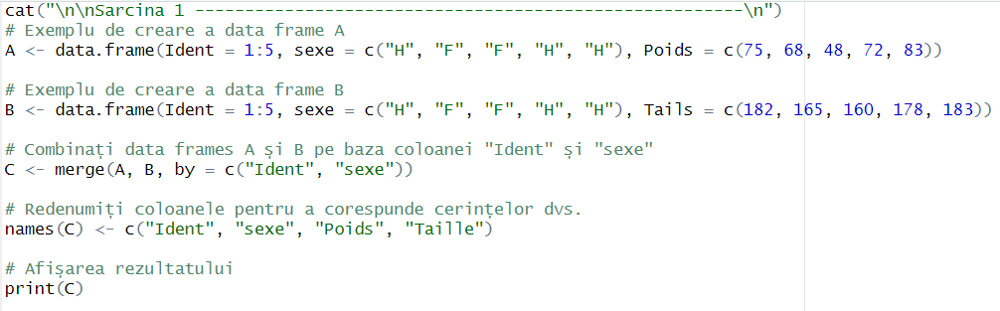 cat("\n\nSarcina 1 -------------------------------------------------------\n")
# Exemplu de creare a data frame A
A <- data.frame(Ident = 1:5, sexe = c("H", "F", "F", "H", "H"), Poids = c(75, 68, 48, 72, 83))
# Exemplu de creare a data frame B
B <- data.frame(Ident = 1:5, sexe = c("H", "F", "F", "H", "H"), Tails = c(182, 165, 160, 178, 183))
# Combinați data frames A și B pe baza coloanei "Ident" și "sexe"
C <- merge(A, B, by = c("Ident", "sexe"))
# Redenumiți coloanele pentru a corespunde cerințelor dvs.
names(C) <- c("Ident", "sexe", "Poids", "Taille")
# Afișarea rezultatului
print(C)